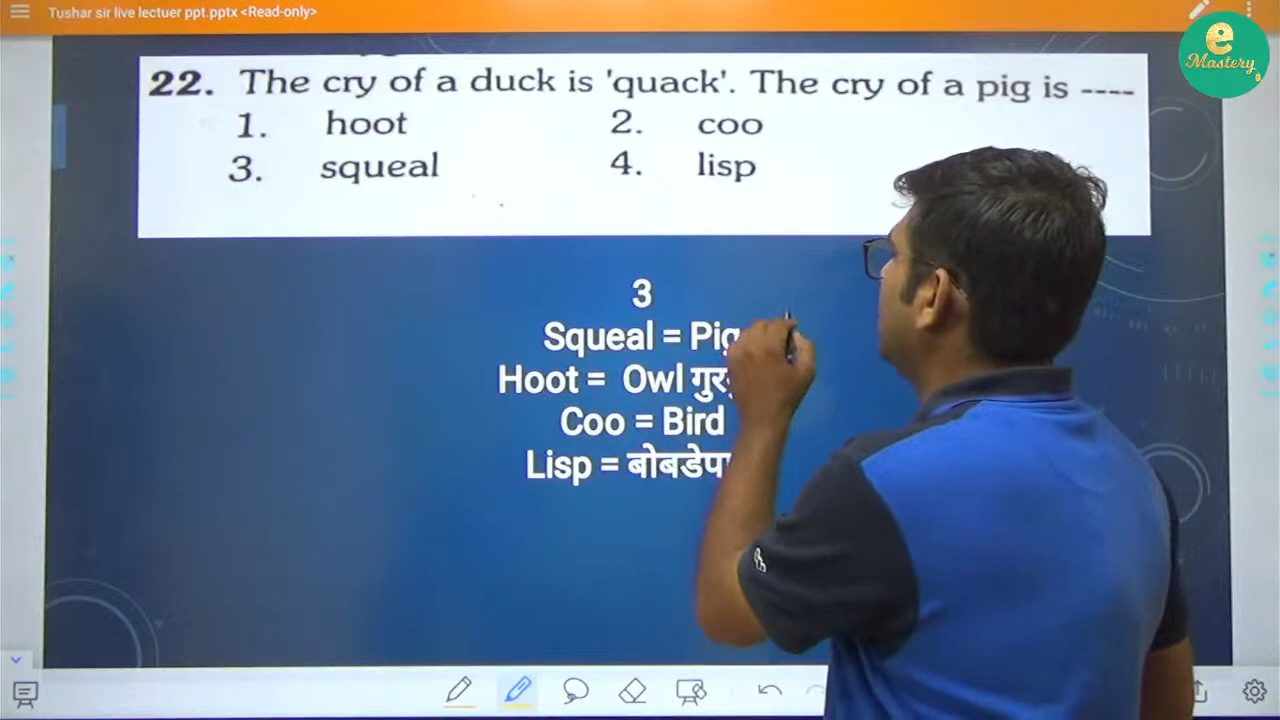 Tushar sir live lectuer ppt.pptx <Read-only>
e
Mastery
22. The cry of a duck is 'quack'. The cry of a pig is ----
1. hoot 2. coo
3. squeal 4. lisp
3
Squeal = Pig
Hoot = Owl
Coo = Bird
Lisp =